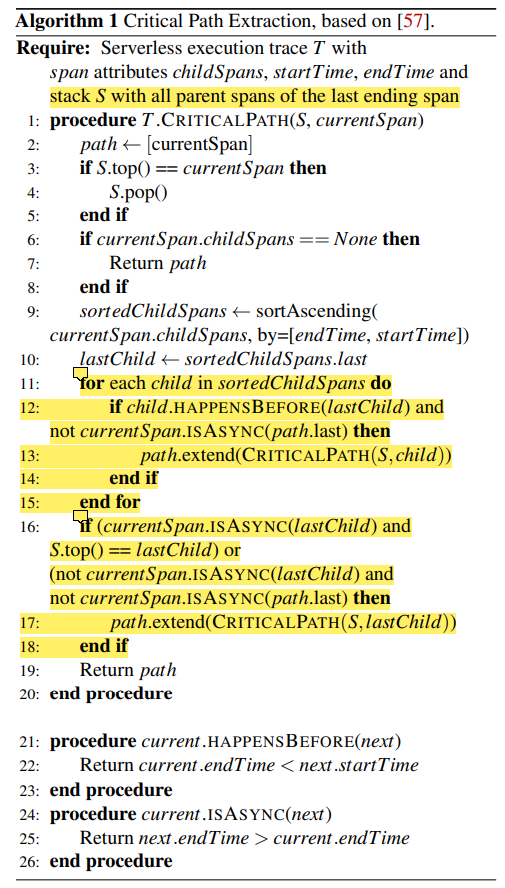 Algorithm 1 Critical Path Extraction, based on [57].
Require: Serverless execution trace T with
span attributes childSpans, startTime, endTime and
stack S with all parent spans of the last ending span
1: procedure T.CRITICALPATH(S, currentSpan)
2: path ← [currentSpan]
3: if S.top() == currentSpan then
4: S.pop()
5: end if
6: if currentSpan.childSpans == None then
7: Return path
8: end if
9: sortedChildSpans ← sortAscending(
currentSpan.childSpans, by=[endTime, startTime])
10: lastChild ← sortedChildSpans.last
11: for each child in sortedChildSpans do
12: if child.HAPPENSBEFORE(lastChild) and
not currentSpan.ISASYNC(path.last) then
13: path.extend(CRITICALPATH(S, child))
14: end if
15: end for
16: if (currentSpan.ISASYNC(lastChild) and
S.top() == lastChild) or
(not currentSpan.ISASYNC(lastChild) and
not currentSpan.ISASYNC(path.last) then
17: path.extend(CRITICALPATH(S, lastChild))
18: end if
19: Return path
20: end procedure
21: procedure current.HAPPENSBEFORE(next)
22: Return current.endTime < next.startTime
23: end procedure
24: procedure current.ISASYNC(next)
25: Return next.endTime > current.endTime
26: end procedure